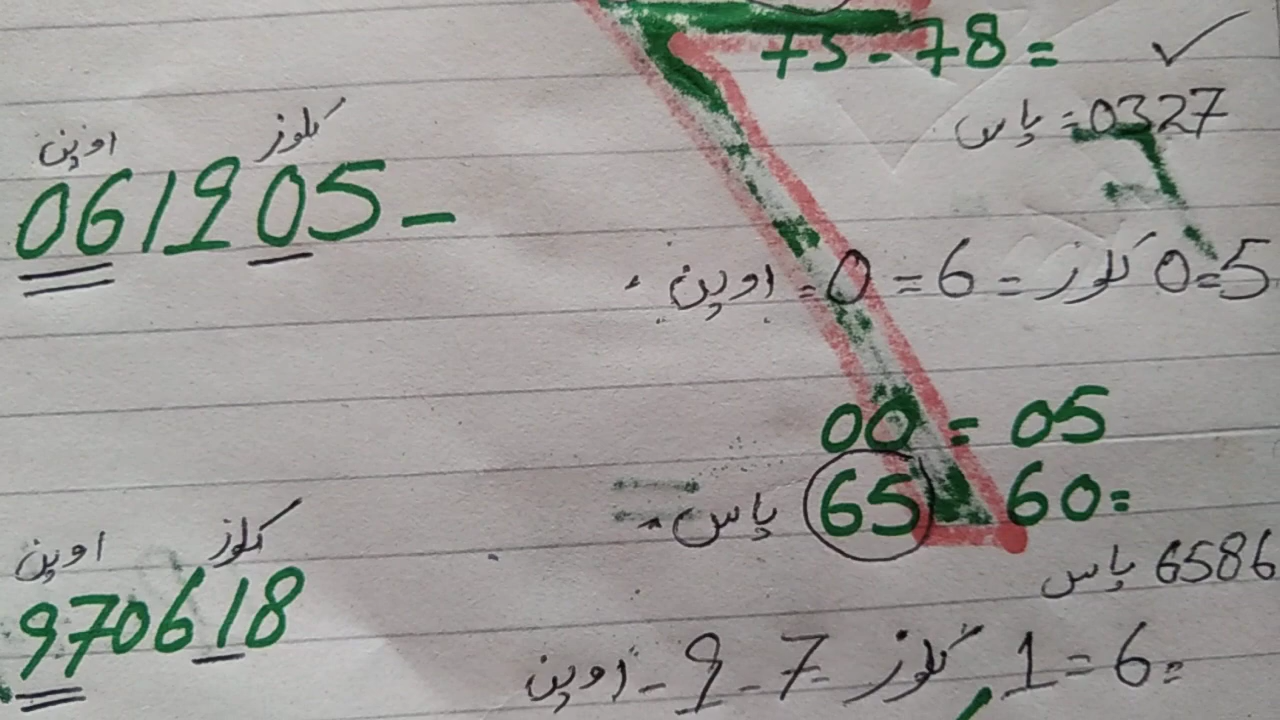 73-78=
پاس =0327
اوپن کلوز
061905-
اوپن =0=6= کلوز 0=5
00=05
پاس 65 60=
اوپن کلوز
970618
6586 پاس
اوپن -9-7 کلوز 1=6=